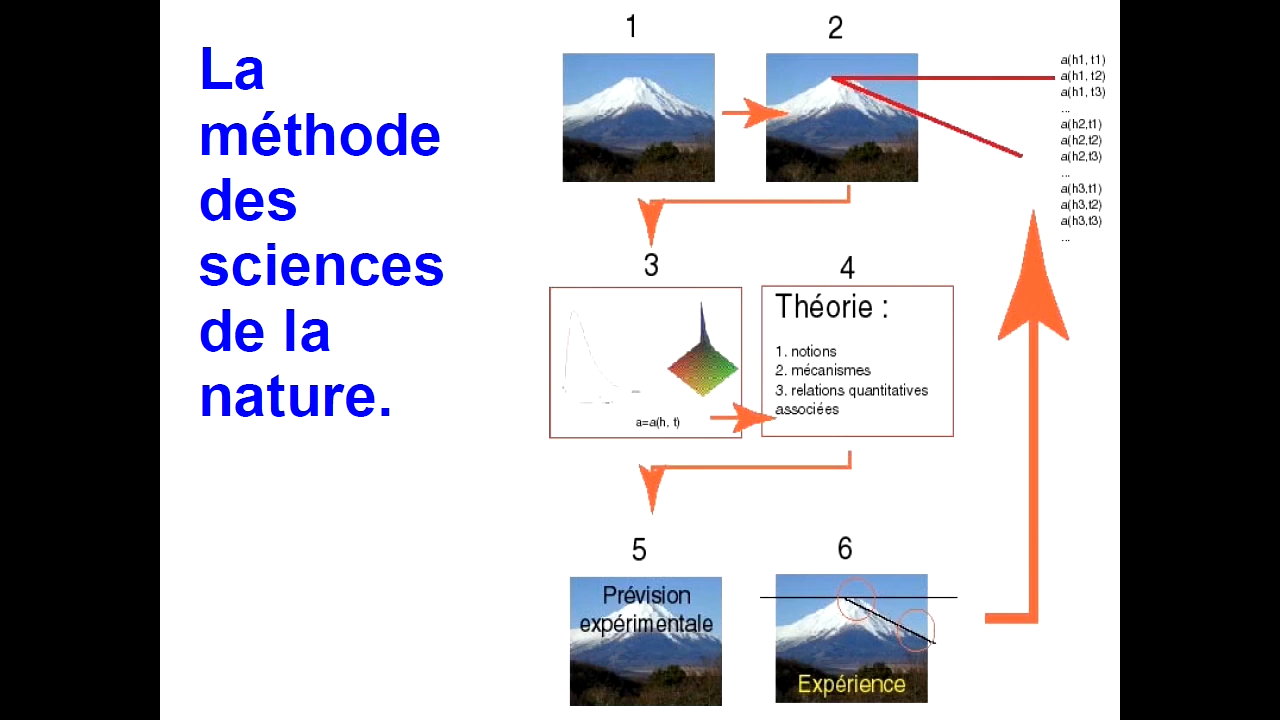 La
méthode
des
sciences
de la
nature.
1
2
a(h1, t1)
a(h1, t2)
a(h1, t3)
...
a(h2,t1)
a(h2,t2)
a(h2,t3)
...
a(h3,t1)
a(h3,t2)
a(h3,t3)
...
3
a=a(h, t)
4
Théorie :
1. notions
2. mécanismes
3. relations quantitatives
associées
5
Prévision
expérimentale
6
Expérience